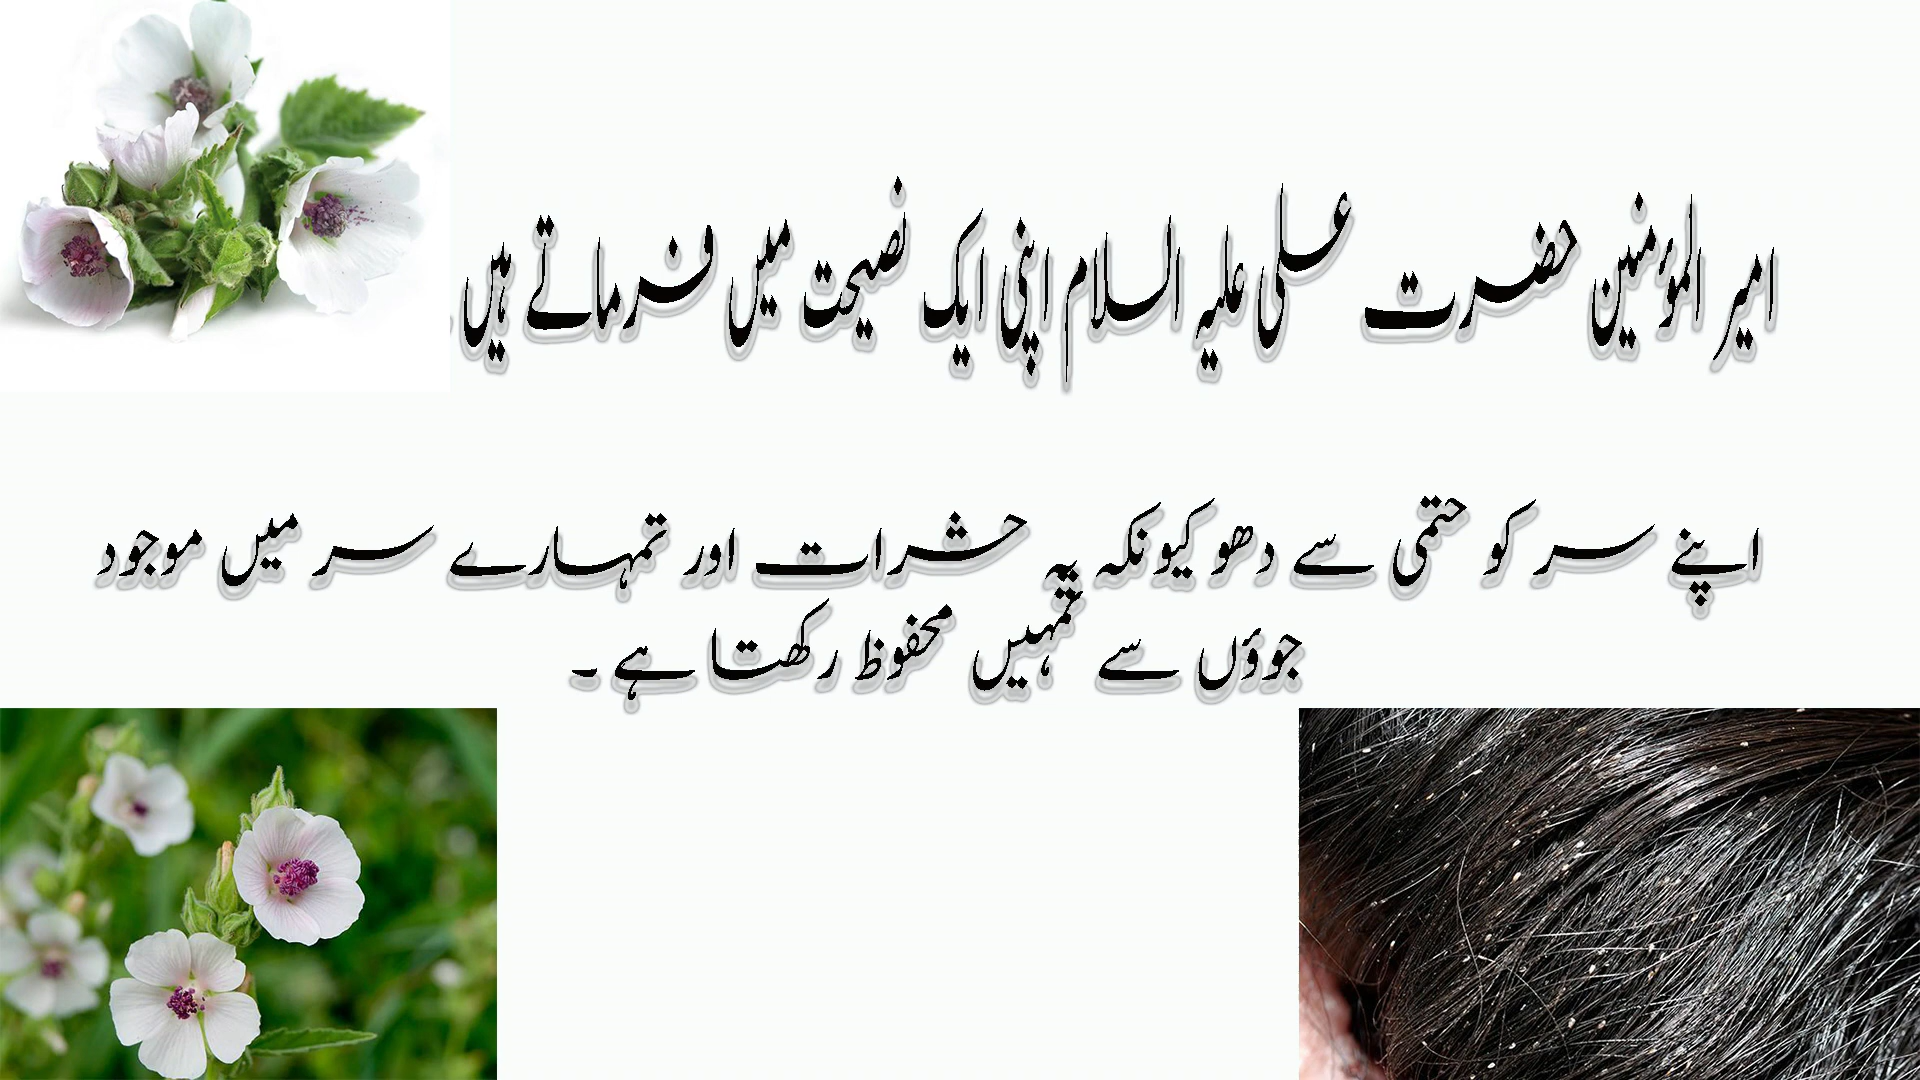 امیر المؤمنین حضرت علی علیہ السلام اپنی ایک نصیحت میں فرماتے ہیں
اپنے سر کو ختمی سے دھو کیونکہ یہ حشرات اور تمہارے سر میں موجود
جوؤں سے تمہیں محفوظ رکھتا ہے ۔